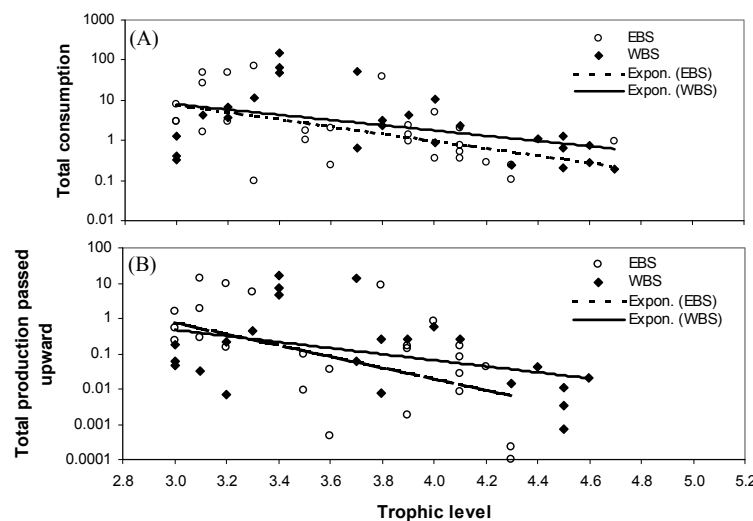 (A)
Total consumption
1000
100
10
1
0.1
0.01
EBS
WBS
Expon. (EBS)
Expon. (WBS)
(B)
Total production passed
upward
100
10
1
0.1
0.01
0.001
0.0001
EBS
WBS
Expon. (EBS)
Expon. (WBS)
2.8 3.0 3.2 3.4 3.6 3.8 4.0 4.2 4.4 4.6 4.8 5.0 5.2
Trophic level